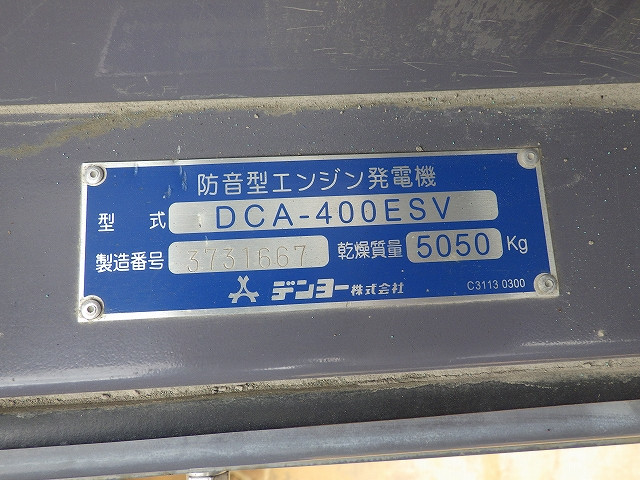 防音型エンジン発電機
型式 DCA-400ESV
製造番号 3731667 乾燥質量 5050 Kg
デンヨー株式会社 C3113 0300